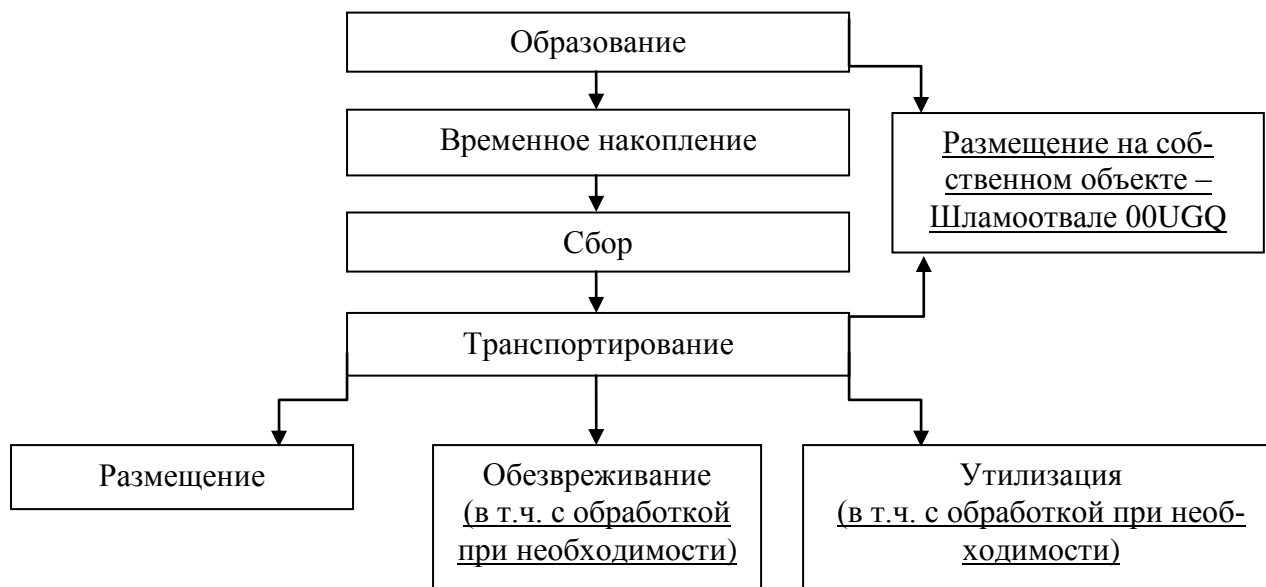 Образование
Временное накопление
Размещение на соб-
ственном объекте –
Шламоотвале 00UGQ
Сбор
Транспортирование
Размещение
Обезвреживание
(в т.ч. с обработкой
при необходимости)
Утилизация
(в т.ч. с обработкой при необ-
ходимости)